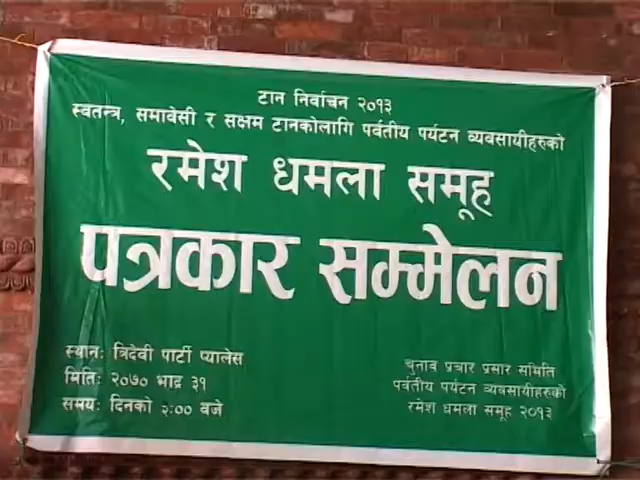 टान निर्वाचन २०१३
स्वतन्त्र, समावेसी र सक्षम टानकोलागि पर्वतीय पर्यटन व्यवसायीहरुको
रमेश धमला समूह
पत्रकार सम्मेलन
स्थान: त्रिदेवी पार्टी प्यालेस
मिति: २०७० भाद्र ३१
समय: दिनको २:०० बजे
चुनाव प्रचार प्रसार समिति
पर्वतीय पर्यटन व्यवसायीहरुको
रमेश धमला समूह २०१३